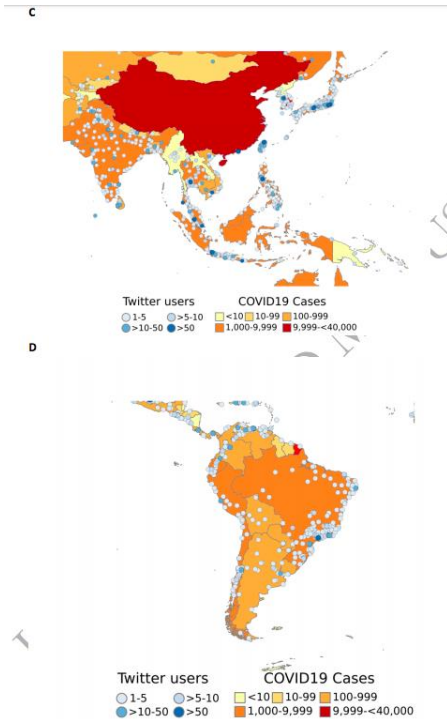 C
Twitter users COVID19 Cases
1-5 >5-10 <10 10-99 100-999
>10-50 >50 1,000-9,999 9,999-<40,000
D
Twitter users COVID19 Cases
1-5 >5-10 <10 10-99 100-999
>10-50 >50 1,000-9,999 9,999-<40,000